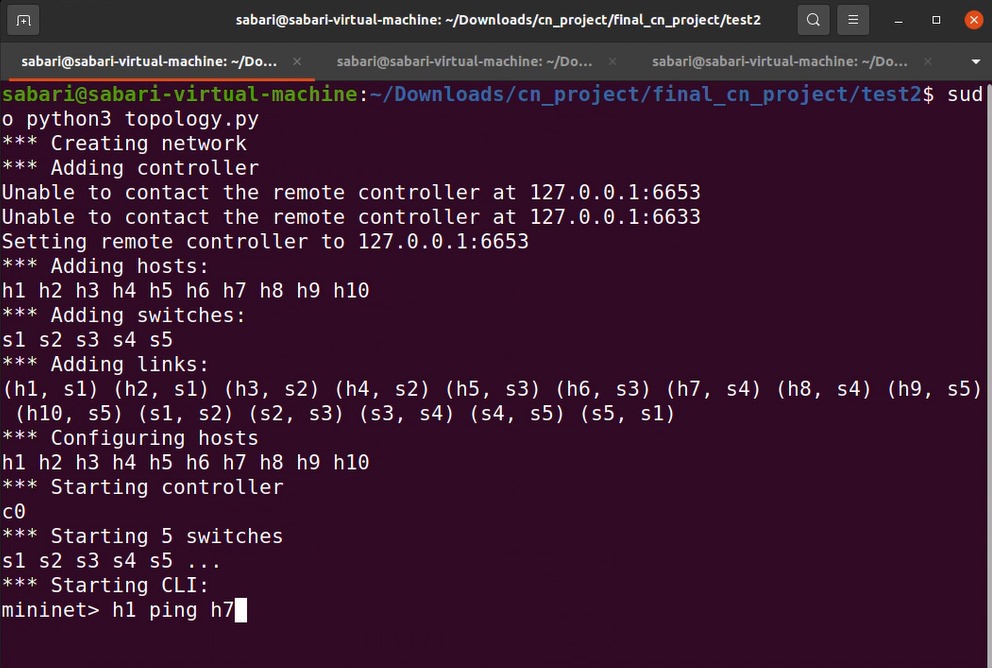 sabari@sabari-virtual-machine: ~/Downloads/cn_project/final_cn_project/test2
sabari@sabari-virtual-machine: ~/Do...
sabari@sabari-virtual-machine: ~/Do...
sabari@sabari-virtual-machine: ~/Do...
sabari@sabari-virtual-machine:~/Downloads/cn_project/final_cn_project/test2$ sud
o python3 topology.py
*** Creating network
*** Adding controller
Unable to contact the remote controller at 127.0.0.1:6653
Unable to contact the remote controller at 127.0.0.1:6633
Setting remote controller to 127.0.0.1:6653
*** Adding hosts:
h1 h2 h3 h4 h5 h6 h7 h8 h9 h10
*** Adding switches:
s1 s2 s3 s4 s5
*** Adding links:
(h1, s1) (h2, s1) (h3, s2) (h4, s2) (h5, s3) (h6, s3) (h7, s4) (h8, s4) (h9, s5)
 (h10, s5) (s1, s2) (s2, s3) (s3, s4) (s4, s5) (s5, s1)
*** Configuring hosts
h1 h2 h3 h4 h5 h6 h7 h8 h9 h10
*** Starting controller
c0
*** Starting 5 switches
s1 s2 s3 s4 s5 ...
*** Starting CLI:
mininet> h1 ping h7